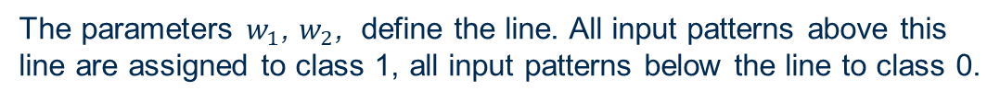 The parameters w₁, w₂, define the line. All input patterns above this
line are assigned to class 1, all input patterns below the line to class 0.